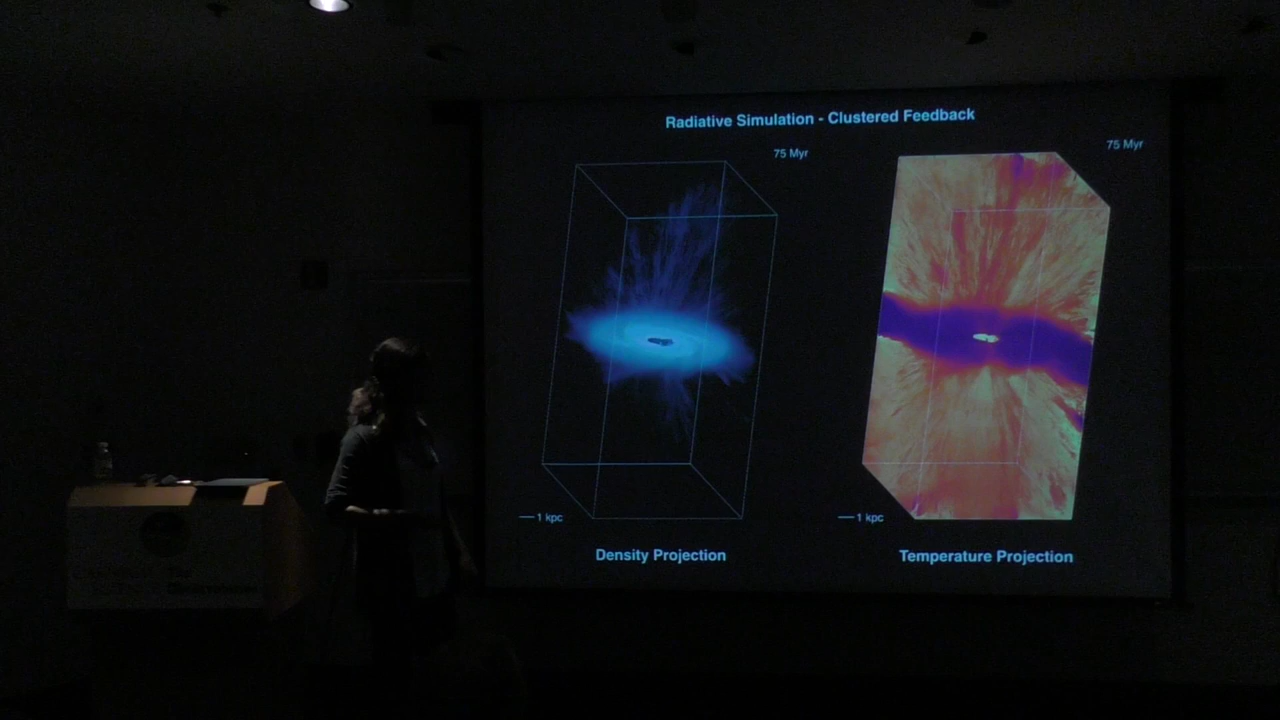 Radiative Simulation - Clustered Feedback
75 Myr
75 Myr
1 kpc
1 kpc
Density Projection
Temperature Projection